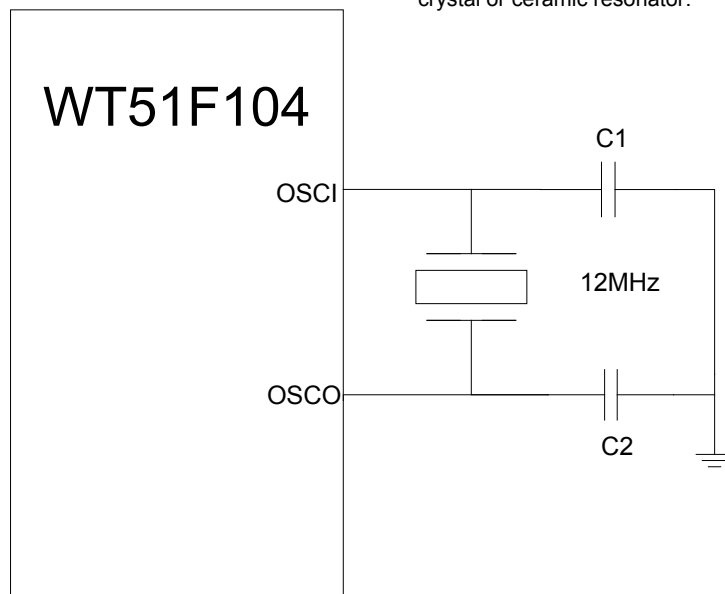 crystal or ceramic resonator.
WT51F104
C1
OSCI
12MHz
OSCO
C2